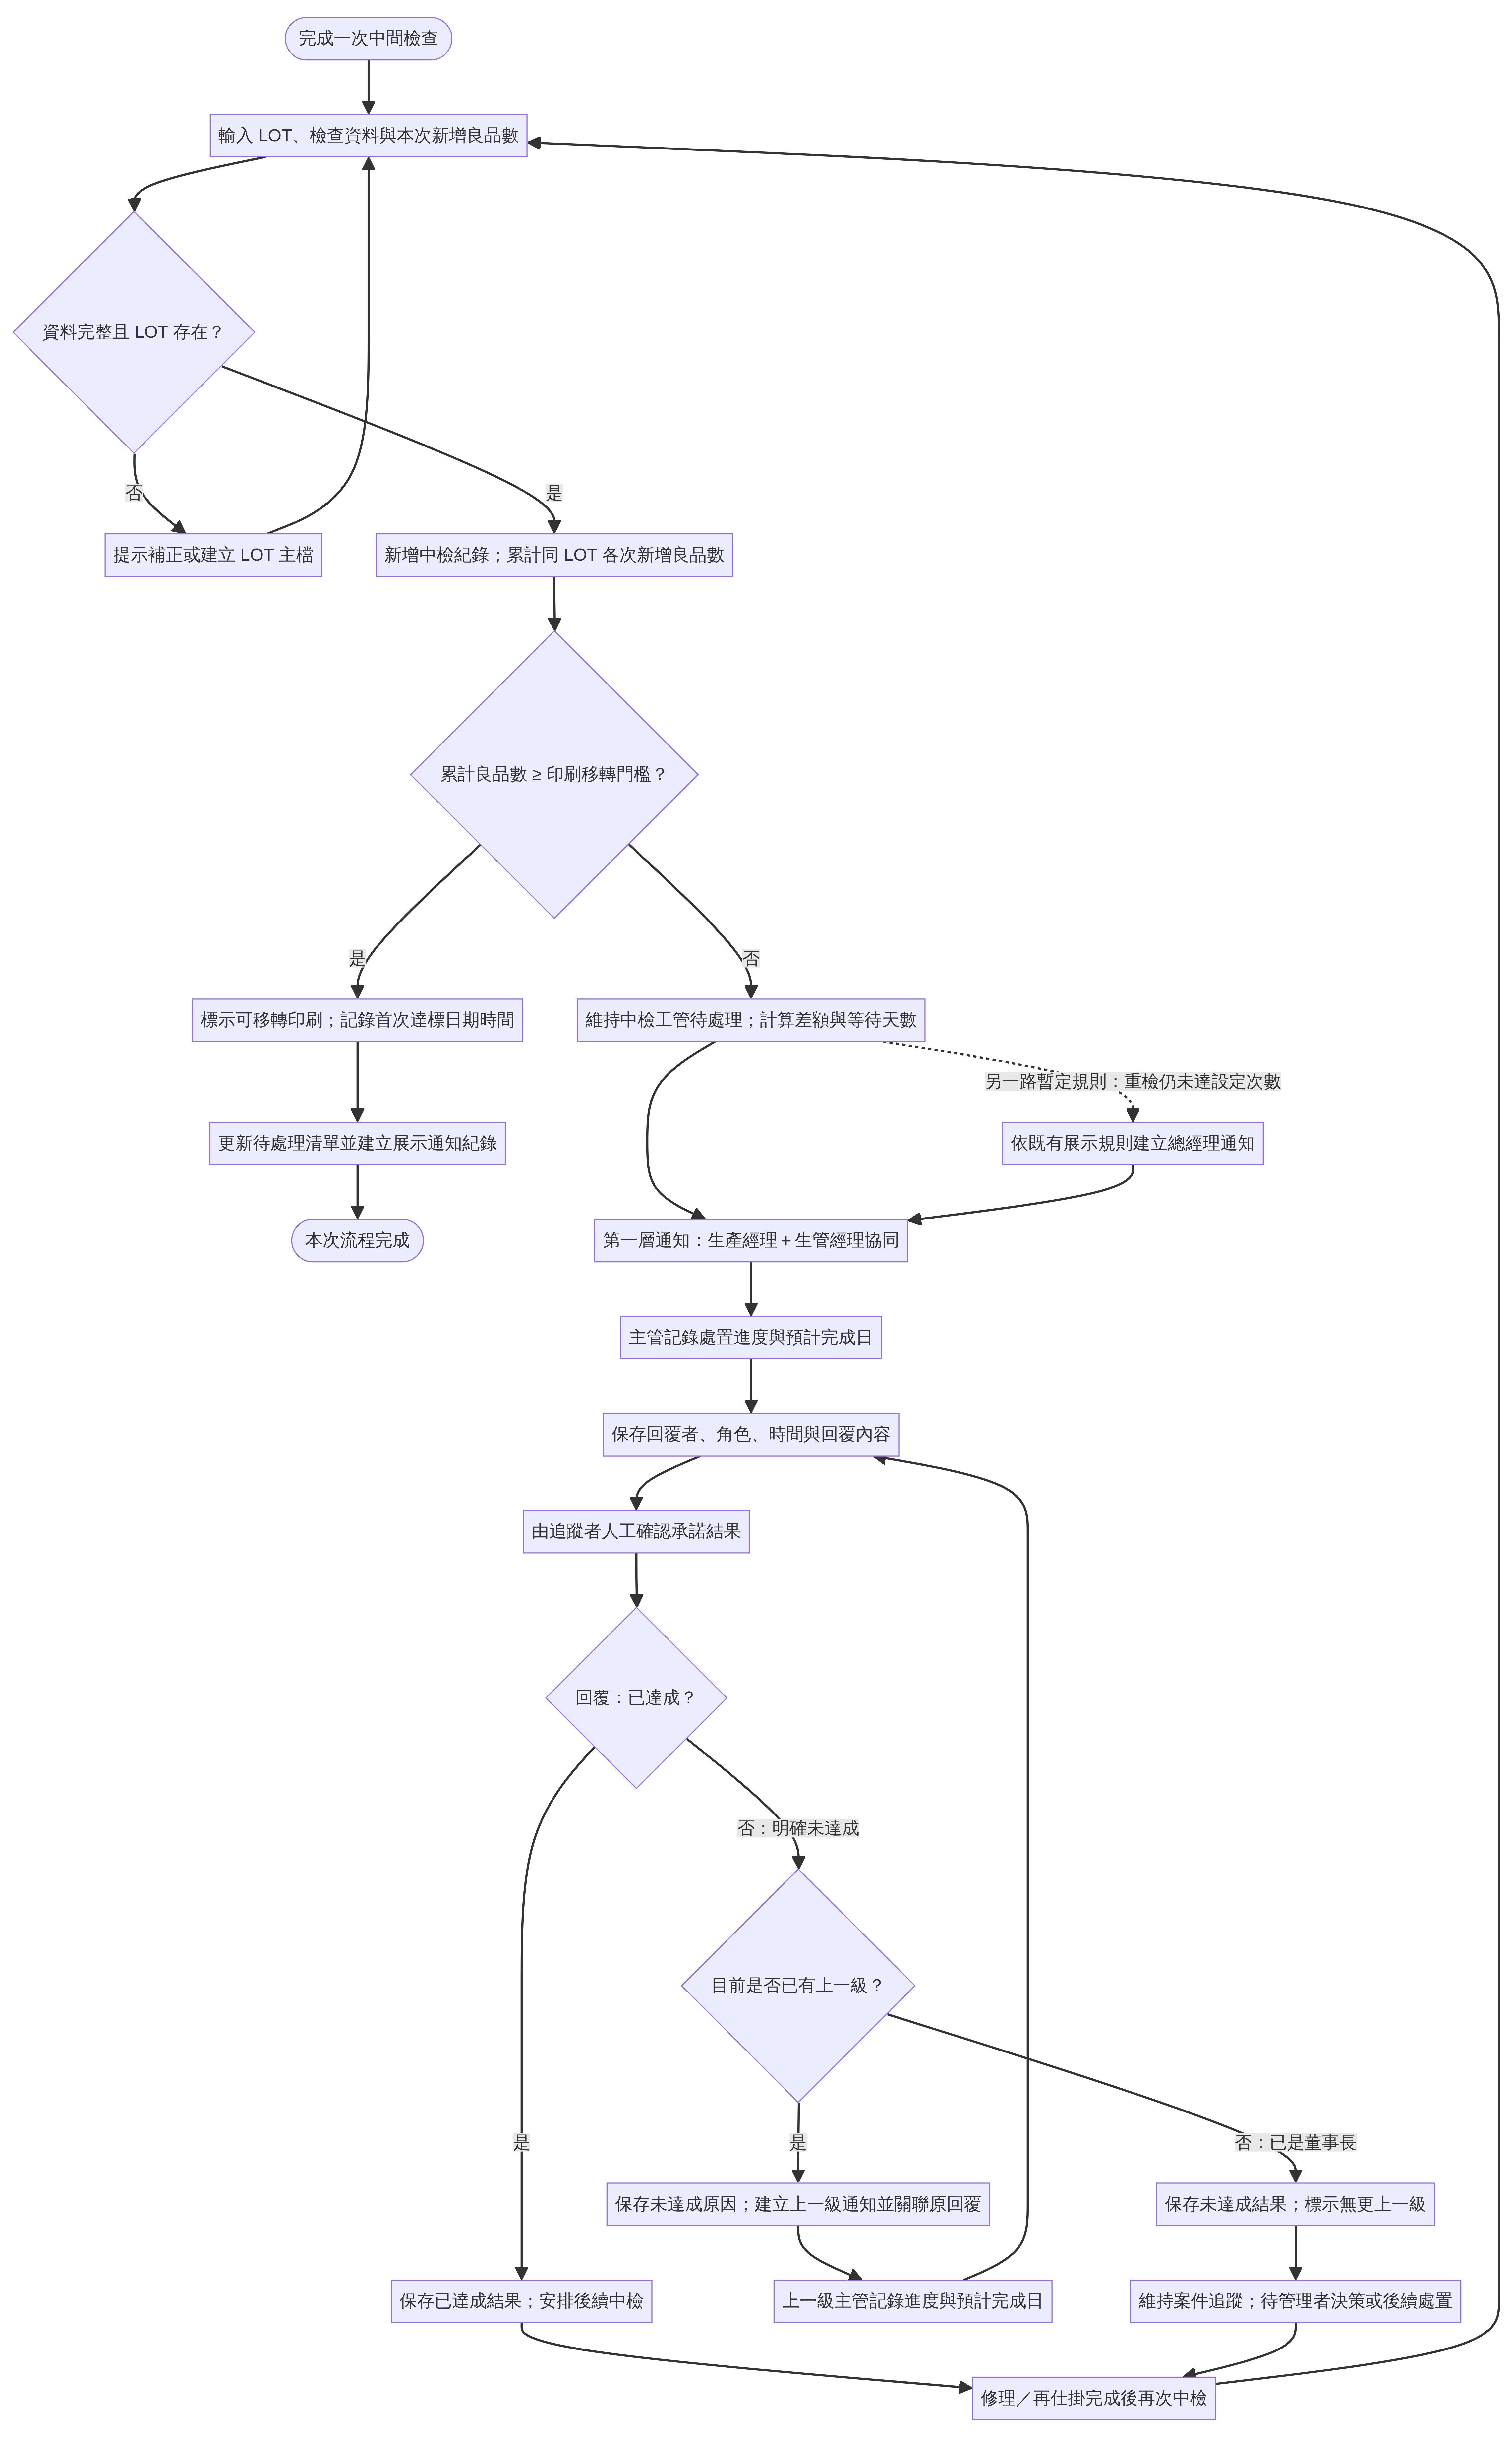 完成一次中間檢查
輸入 LOT、檢查資料與本次新增良品數
資料完整且 LOT 存在？
否
是
提示補正或建立 LOT 主檔
新增中檢紀錄；累計同 LOT 各次新增良品數
累計良品數 ≥ 印刷移轉門檻？
是
否
標示可移轉印刷；記錄首次達標日期時間
維持中檢工管待處理；計算差額與等待天數
另一路暫定規則：重檢仍未達設定次數
更新待處理清單並建立展示通知紀錄
依既有展示規則建立總經理通知
本次流程完成
第一層通知：生產經理＋生管經理協同
主管記錄處置進度與預計完成日
保存回覆者、角色、時間與回覆內容
由追蹤者人工確認承諾結果
回覆：已達成？
否：明確未達成
目前是否已有上一級？
是
是
否：已是董事長
保存未達成原因；建立上一級通知並關聯原回覆
保存未達成結果；標示無更上一級
保存已達成結果；安排後續中檢
上一級主管記錄進度與預計完成日
維持案件追蹤；待管理者決策或後續處置
修理／再仕掛完成後再次中檢